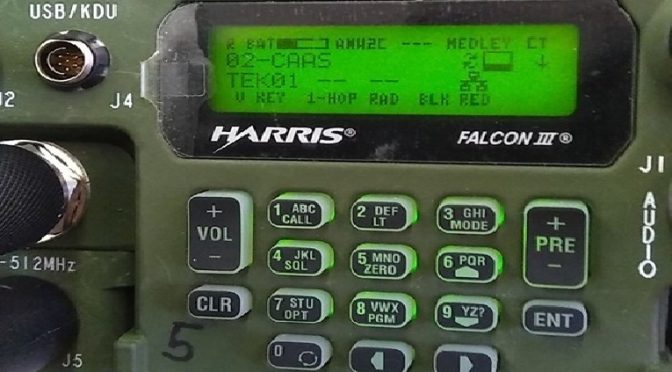 USB/KDU
J2
J4
R BAT ANW2C --- MEDLEY CT
02-CAAS
TEK01 -- --
V KEY 1-HOP RAD BLK RED
HARRIS®
FALCON III®
J1
AUDIO
+ VOL -
1 ABC CALL
2 DEF LT
3 GHI MODE
+ PRE -
4 JKL SQL
5 MNO ZERO
6 PQR
-512MHz
CLR
7 STU OPT
8 VWX PGM
9 YZ?
ENT
J5
5
0